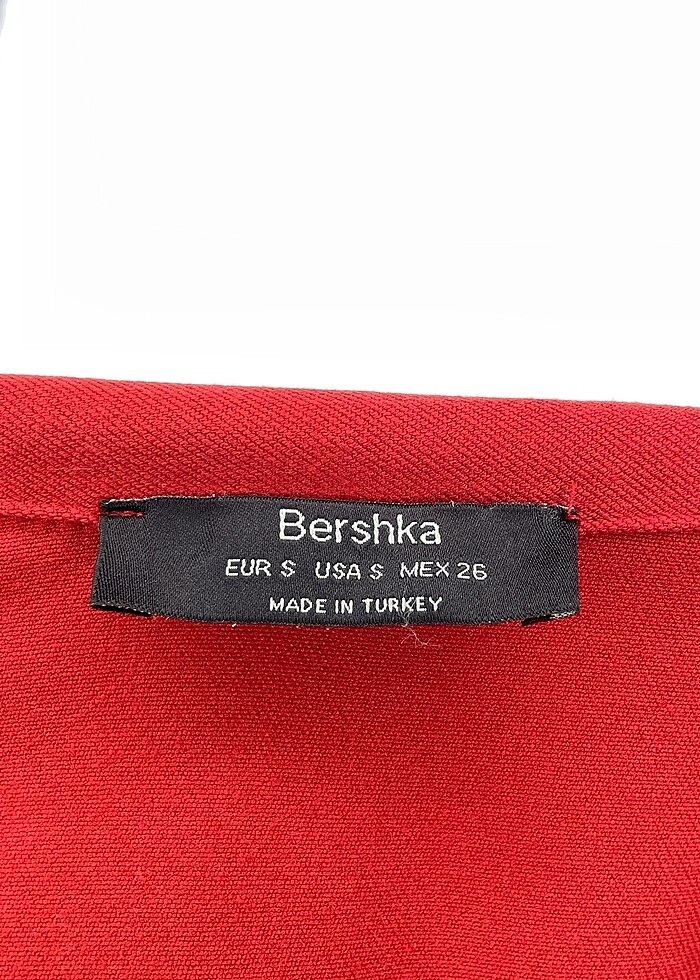 Bershka
EUR S USA S MEX 26
MADE IN TURKEY